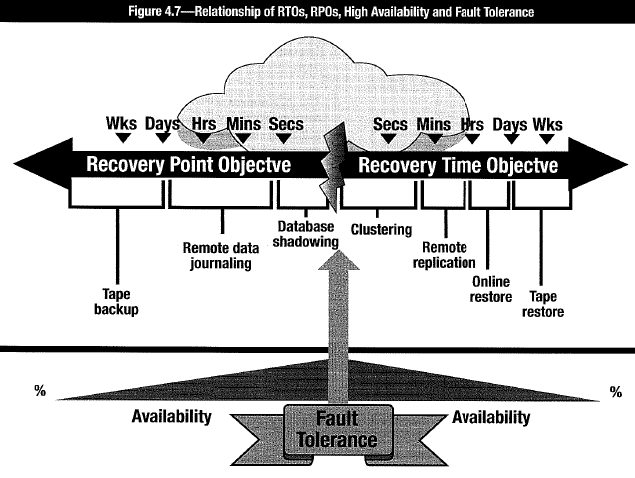 Figure 4.7—Relationship of RTOs, RPOs, High Availability and Fault Tolerance
Wks Days Hrs Mins Secs
Secs Mins Hrs Days Wks
Recovery Point Objectve
Recovery Time Objectve
Tape
backup
Remote data
journaling
Database
shadowing
Clustering
Remote
replication
Online
restore
Tape
restore
%
%
Availability
Availability
Fault
Tolerance